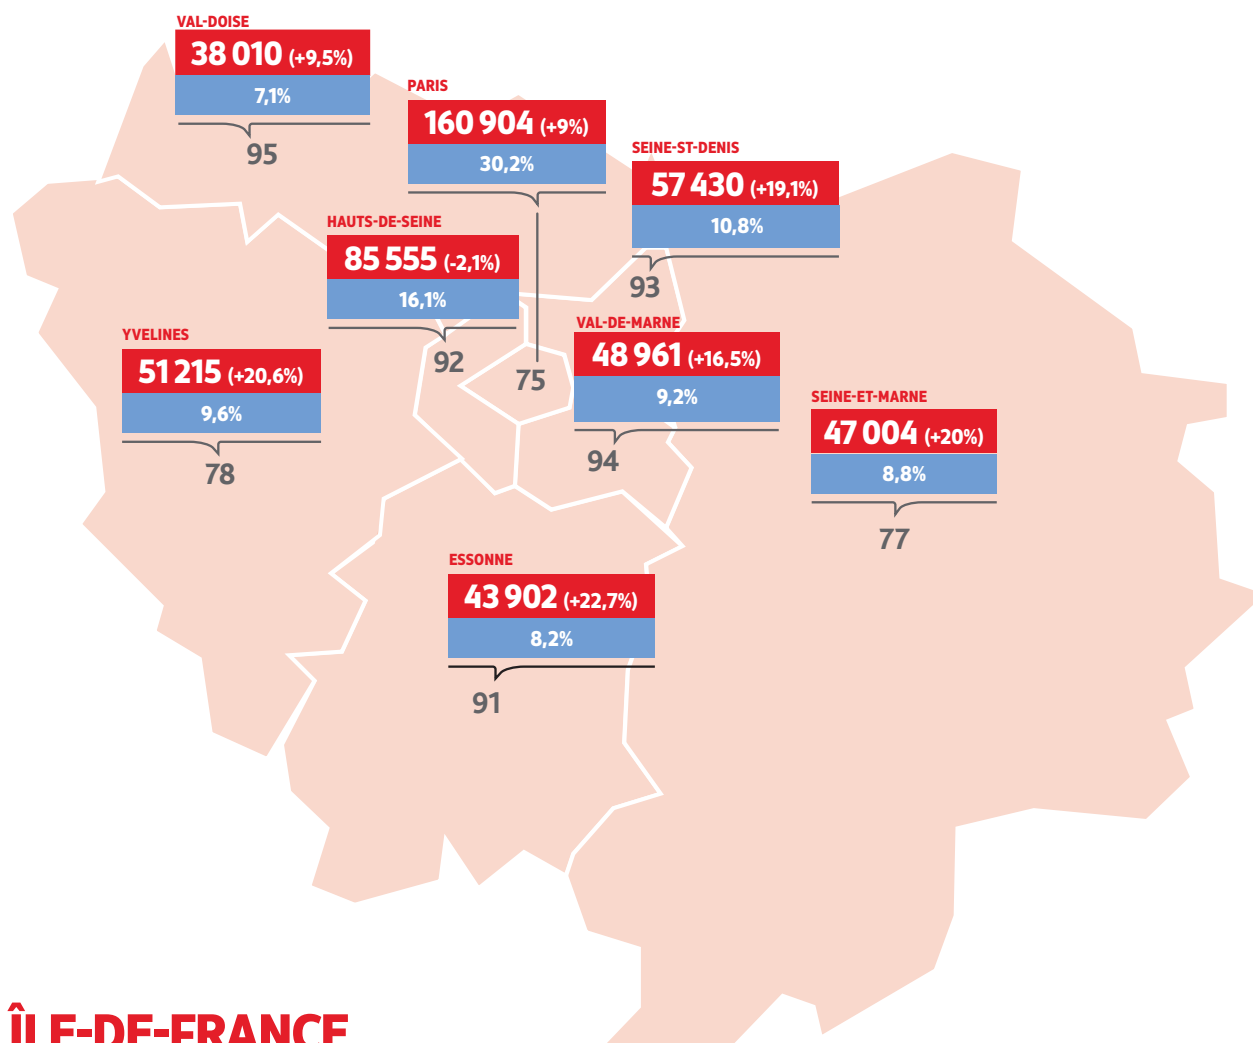 VAL-DOISE
38 010 (+9,5%)
7,1%
95
PARIS
160 904 (+9%)
30,2%
SEINE-ST-DENIS
57 430 (+19,1%)
10,8%
93
HAUTS-DE-SEINE
85 555 (-2,1%)
16,1%
92
75
VAL-DE-MARNE
48 961 (+16,5%)
9,2%
94
YVELINES
51 215 (+20,6%)
9,6%
78
SEINE-ET-MARNE
47 004 (+20%)
8,8%
77
ESSONNE
43 902 (+22,7%)
8,2%
91
ÎLE-DE-FRANCE